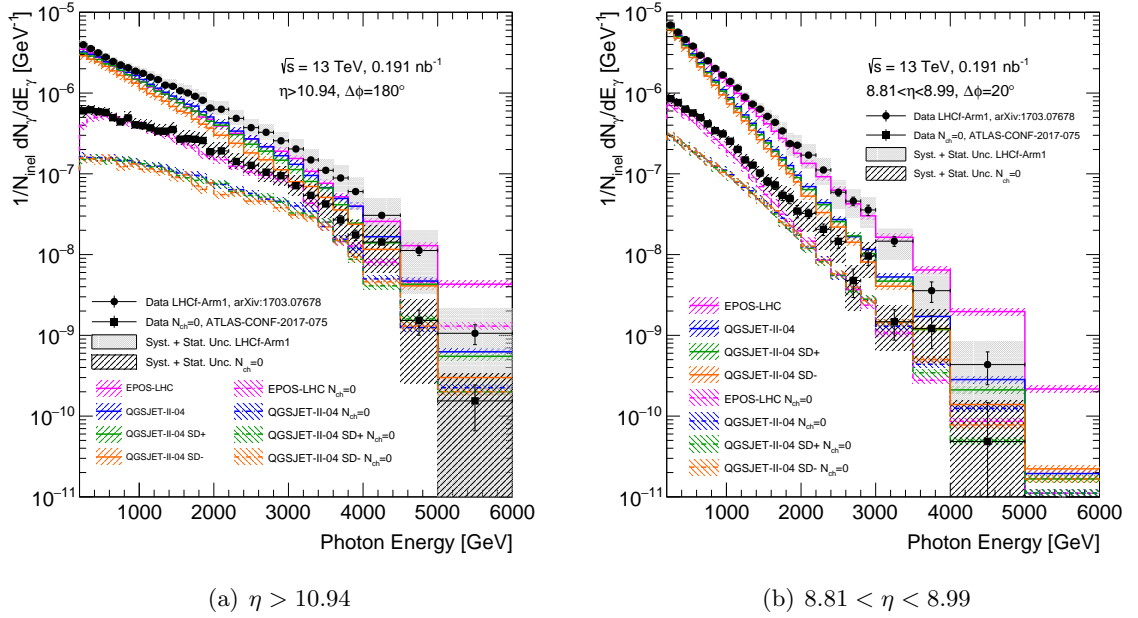 1/N_inel dN_γ/dE_γ [GeV⁻¹]
10⁻⁵
10⁻⁶
10⁻⁷
10⁻⁸
10⁻⁹
10⁻¹⁰
10⁻¹¹
√s = 13 TeV, 0.191 nb⁻¹
η>10.94, Δϕ=180°
Data LHCf-Arm1, arXiv:1703.07678
Data N_ch=0, ATLAS-CONF-2017-075
Syst. + Stat. Unc. LHCf-Arm1
Syst. + Stat. Unc. N_ch=0
EPOS-LHC EPOS-LHC N_ch=0
QGSJET-II-04 QGSJET-II-04 N_ch=0
QGSJET-II-04 SD+ QGSJET-II-04 SD+ N_ch=0
QGSJET-II-04 SD- QGSJET-II-04 SD- N_ch=0
1000 2000 3000 4000 5000 6000
Photon Energy [GeV]
(a) η > 10.94
1/N_inel dN_γ/dE_γ [GeV⁻¹]
10⁻⁵
10⁻⁶
10⁻⁷
10⁻⁸
10⁻⁹
10⁻¹⁰
10⁻¹¹
√s = 13 TeV, 0.191 nb⁻¹
8.81<η<8.99, Δϕ=20°
Data LHCf-Arm1, arXiv:1703.07678
Data N_ch=0, ATLAS-CONF-2017-075
Syst. + Stat. Unc. LHCf-Arm1
Syst. + Stat. Unc. N_ch=0
EPOS-LHC
QGSJET-II-04
QGSJET-II-04 SD+
QGSJET-II-04 SD-
EPOS-LHC N_ch=0
QGSJET-II-04 N_ch=0
QGSJET-II-04 SD+ N_ch=0
QGSJET-II-04 SD- N_ch=0
1000 2000 3000 4000 5000 6000
Photon Energy [GeV]
(b) 8.81 < η < 8.99